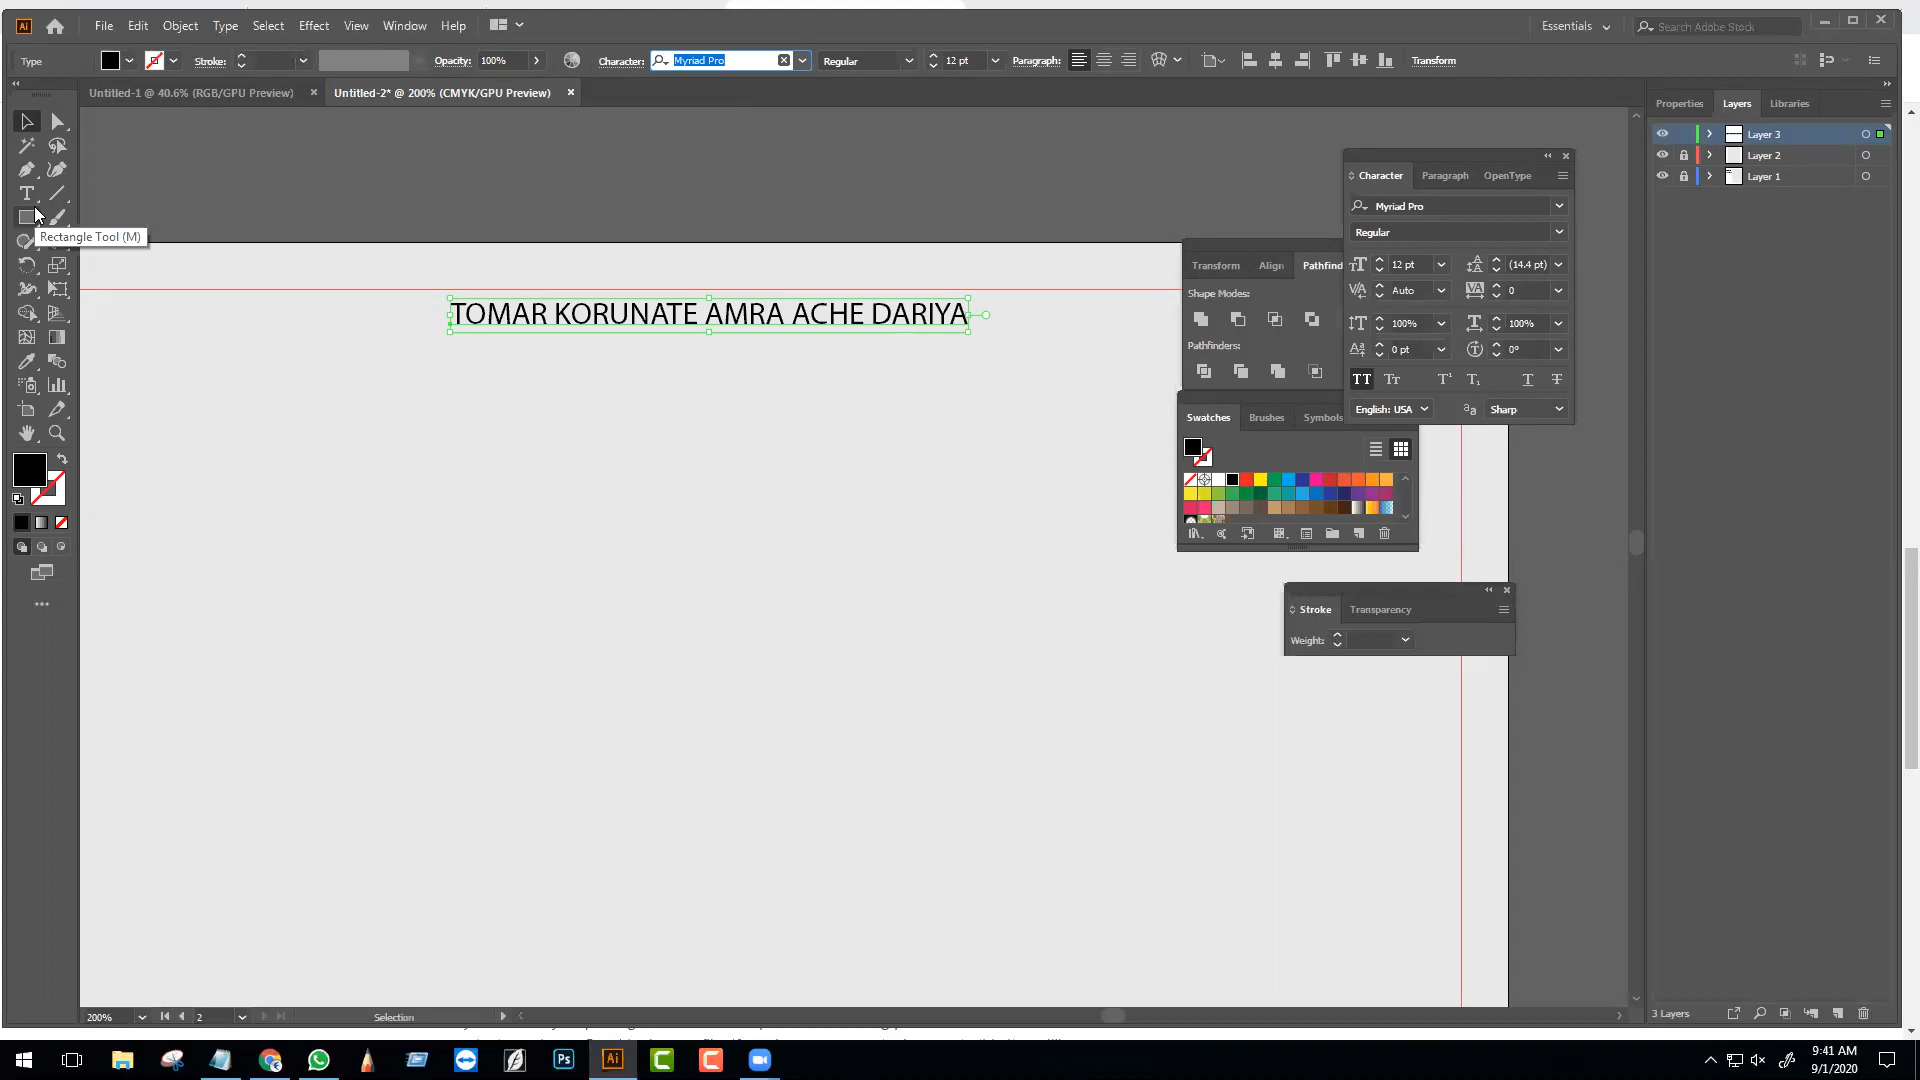 Ai File Edit Object Type Select Effect View Window Help Essentials Search Adobe Stock
Type Stroke: Opacity: 100% Character: Myriad Pro Regular 12 pt Paragraph: Transform
Untitled-1 @ 40.6% (RGB/GPU Preview) Untitled-2* @ 200% (CMYK/GPU Preview)
Properties Layers Libraries
Layer 3
Layer 2
Layer 1
Rectangle Tool (M)
TOMAR KORUNATE AMRA ACHE DARIYA
Character Paragraph OpenType
Myriad Pro
Regular
12 pt (14.4 pt)
Auto 0
100% 100%
0 pt 0°
English: USA Sharp
Transform Align Pathfind
Shape Modes:
Pathfinders:
Swatches Brushes Symbols
Stroke Transparency
Weight:
200% 2 Selection
3 Layers
Ps Ai
9:41 AM
9/1/2020